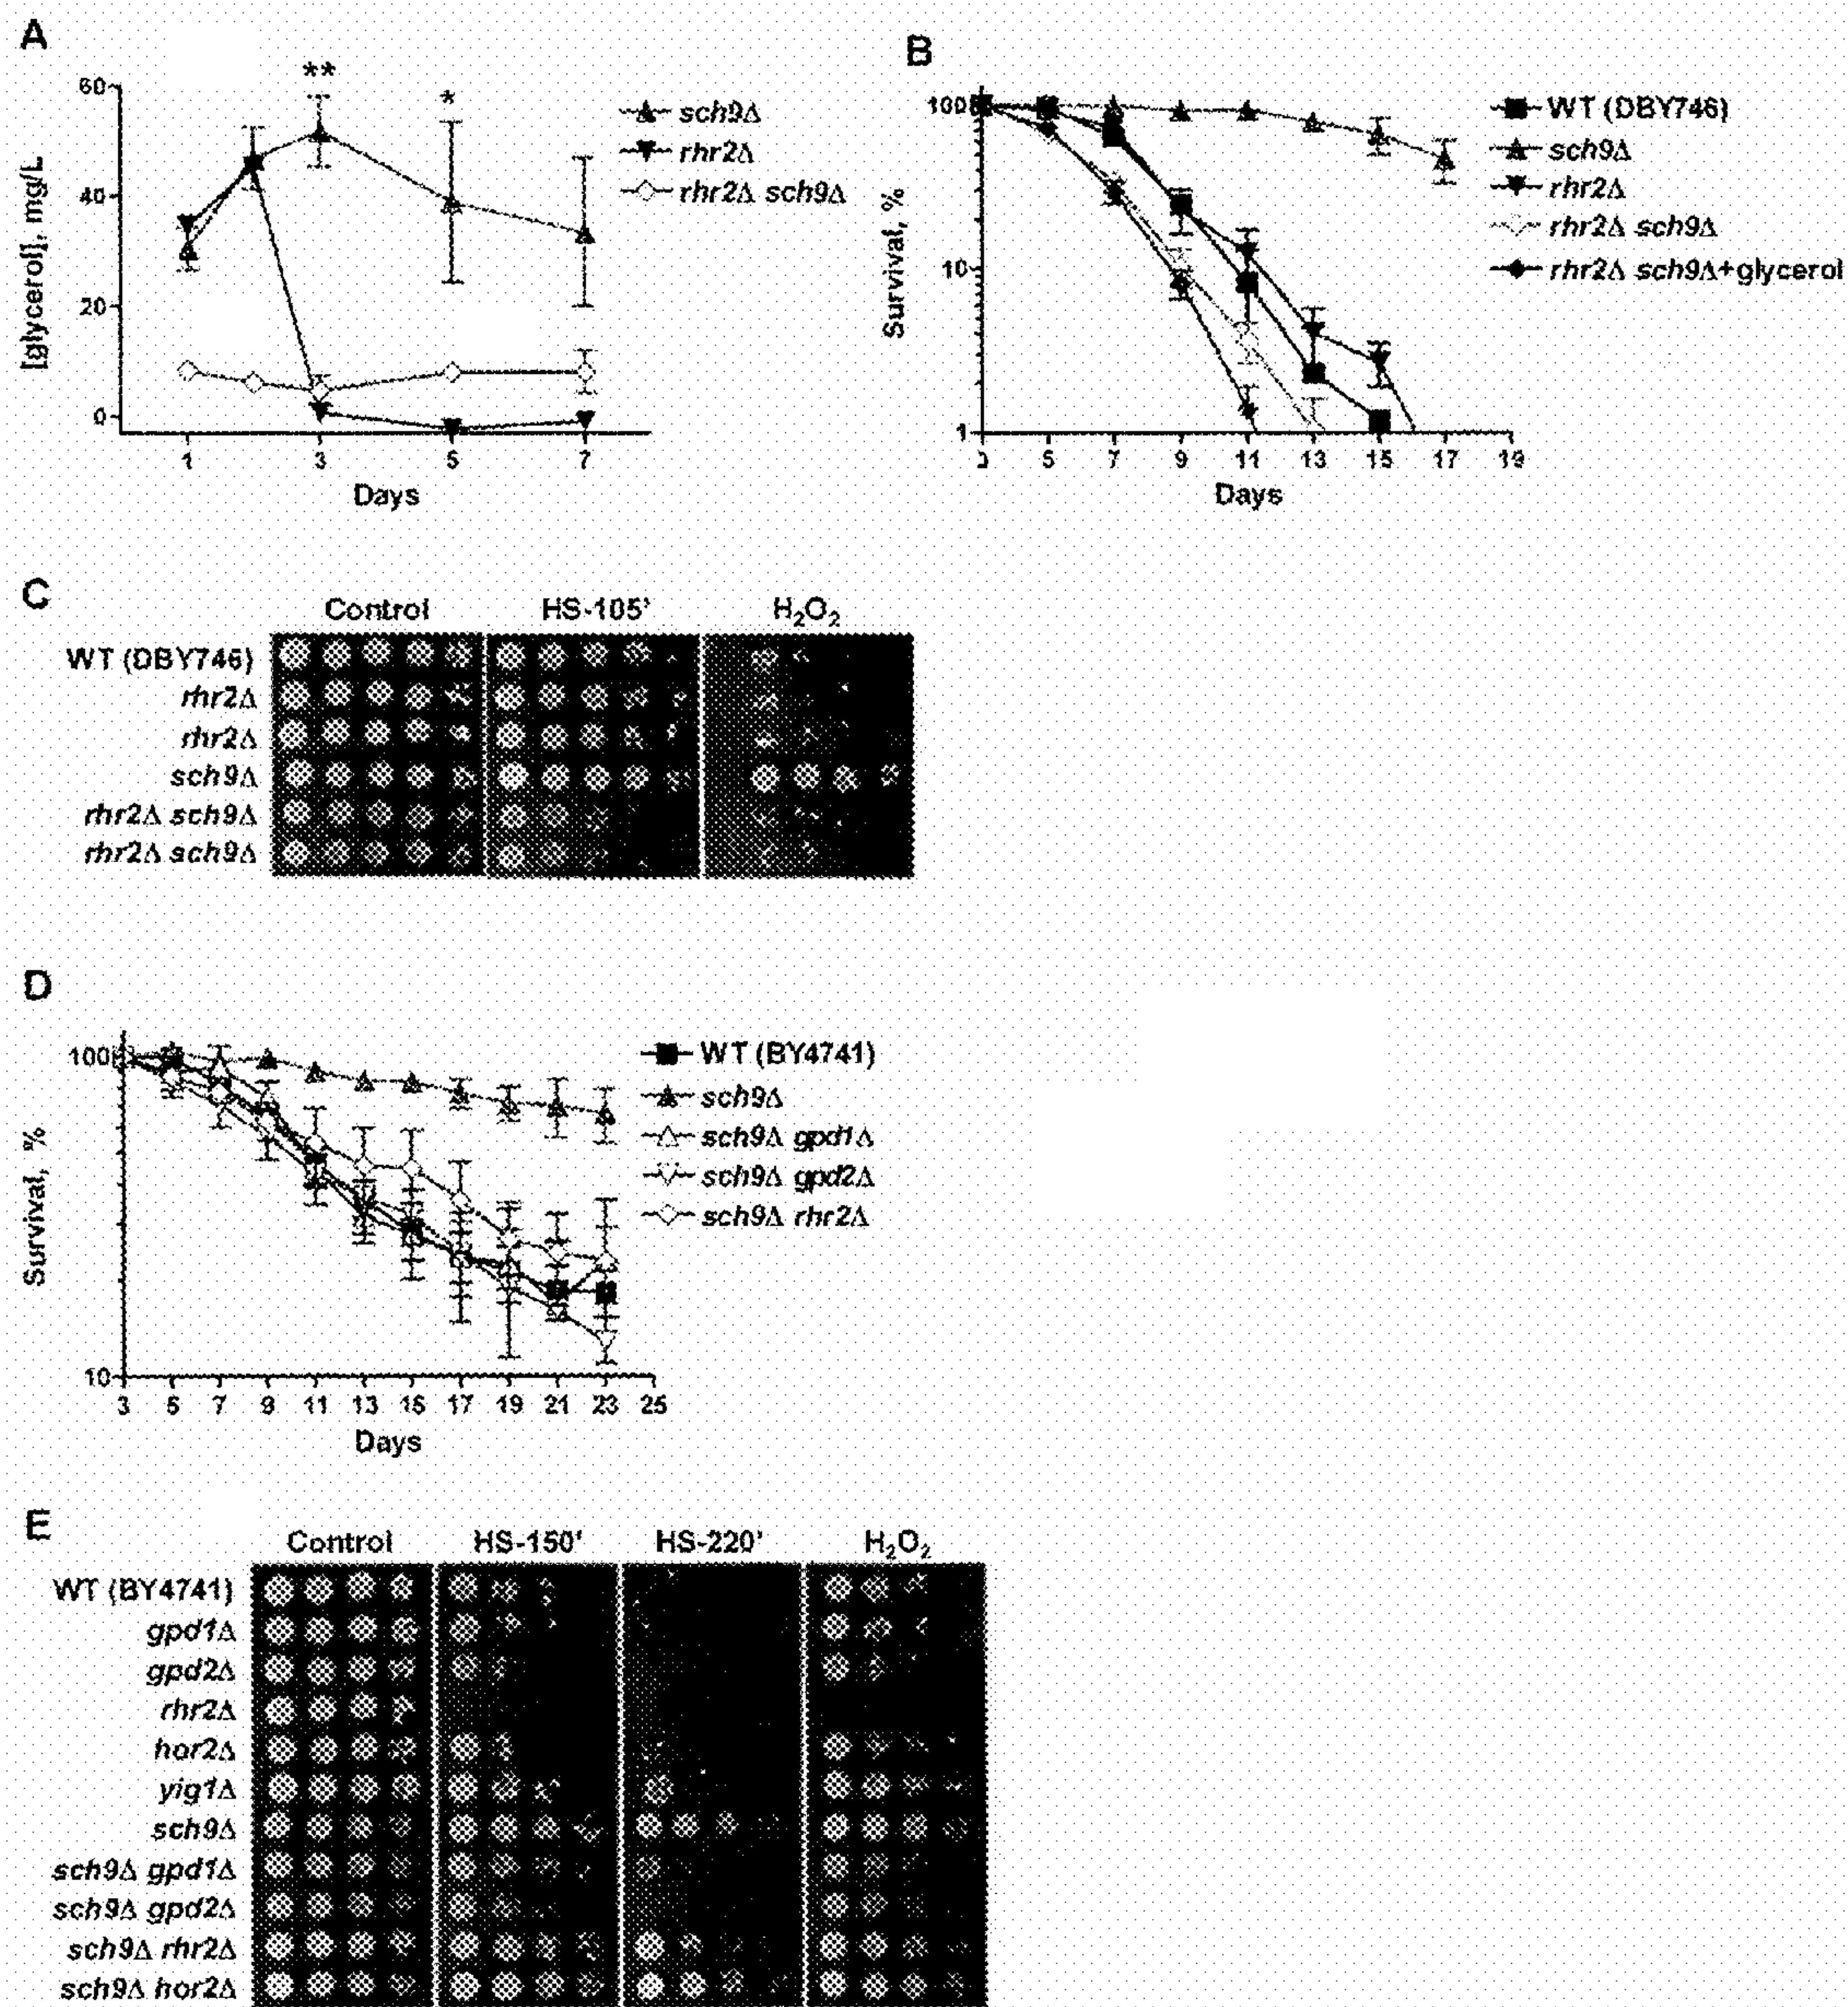 A
**
*
60
40
20
0
[glycerol], mg/L
1 3 5 7
Days
sch9Δ
rhr2Δ
rhr2Δ sch9Δ
B
100
10
1
Survival, %
5 7 9 11 13 15 17 19
Days
WT (DBY746)
sch9Δ
rhr2Δ
rhr2Δ sch9Δ
rhr2Δ sch9Δ+glycerol
C
Control HS-105' H₂O₂
WT (DBY746)
rhr2Δ
rhr2Δ
sch9Δ
rhr2Δ sch9Δ
rhr2Δ sch9Δ
D
100
10
Survival, %
3 5 7 9 11 13 15 17 19 21 23 25
Days
WT (BY4741)
sch9Δ
sch9Δ gpd1Δ
sch9Δ gpd2Δ
sch9Δ rhr2Δ
E
Control HS-150' HS-220' H₂O₂
WT (BY4741)
gpd1Δ
gpd2Δ
rhr2Δ
hor2Δ
yig1Δ
sch9Δ
sch9Δ gpd1Δ
sch9Δ gpd2Δ
sch9Δ rhr2Δ
sch9Δ hor2Δ